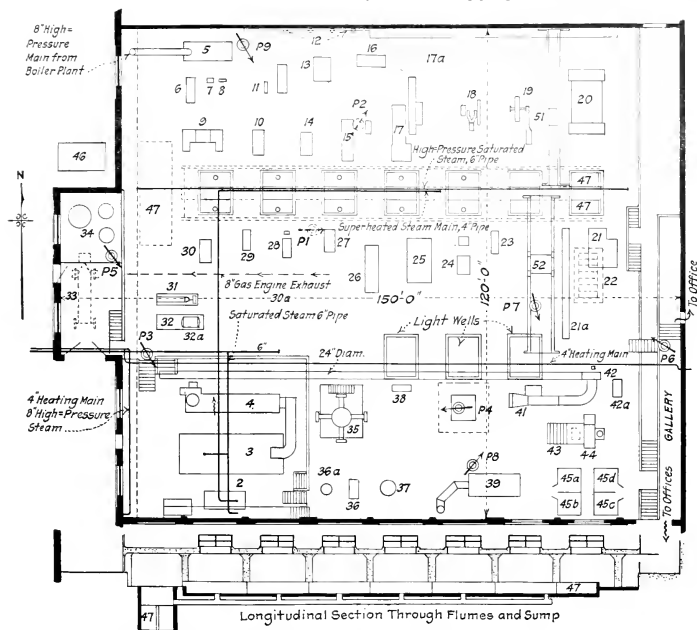 8"High=
Pressure
Main from
Boiler Plant
5
P9
12
16
17a
13
6
7
8
11
18
19
51
20
9
10
14
15
P2
17
46
High=Pressure Saturated
Steam, 6"Pipe
N
47
47
47
34
Superheated Steam Main, 4"Pipe
30
29
28
P1
27
26
25
24
23
52
21
22
P5
8"Gas Engine Exhaust
30a
150'-0"
120'-0"
33
31
32
32a
Saturated Steam 6"Pipe
Light Wells
P7
21a
To Office
P3
6"
24"Diam.
4"Heating Main
P6
4"Heating Main
8"High=Pressure
Steam
38
42
42a
41
4
35
P4
43
44
GALLERY
3
P8
36a
36
37
39
45a
45d
45b
45c
2
To Offices
47
47
Longitudinal Section Through Flumes and Sump